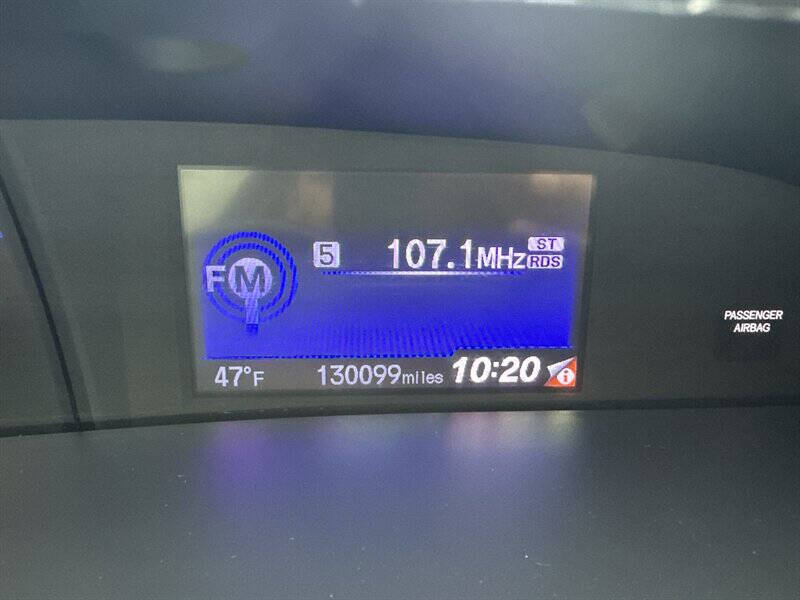 FM
5 107.1MHz ST
RDS
PASSENGER
AIRBAG
47°F 130099miles 10:20 i